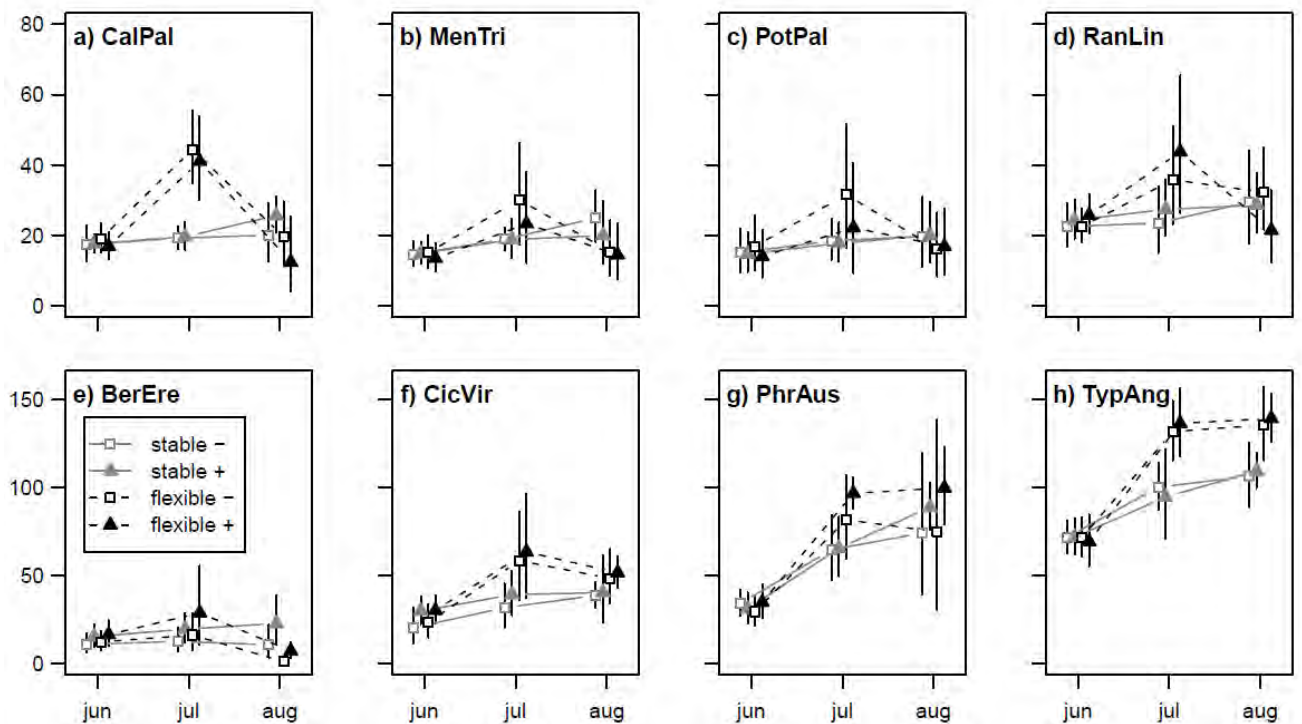 80
60
40
20
0
a) CalPal
b) MenTri
c) PotPal
d) RanLin
150
100
50
0
e) BerEre
stable −
stable +
flexible −
flexible +
f) CicVir
g) PhrAus
h) TypAng
jun jul aug
jun jul aug
jun jul aug
jun jul aug